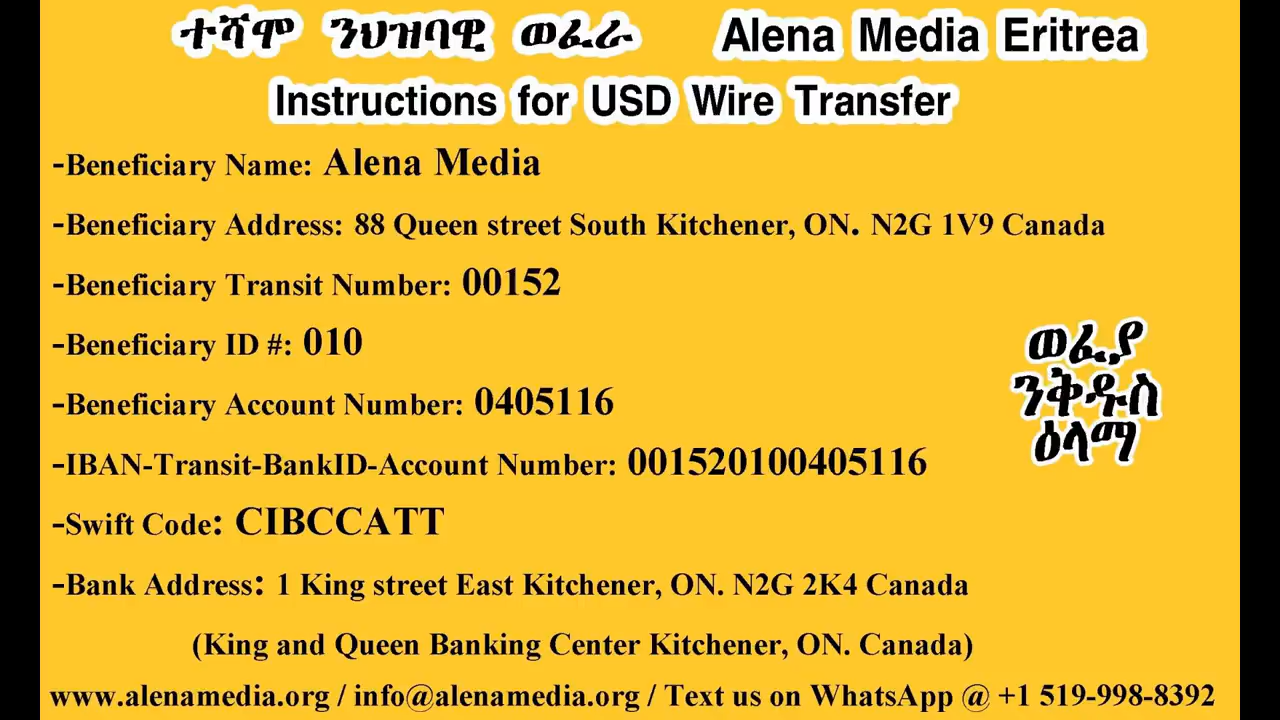 ተሻሞ ንህዝባዊ ወፈራ Alena Media Eritrea
Instructions for USD Wire Transfer
-Beneficiary Name: Alena Media
-Beneficiary Address: 88 Queen street South Kitchener, ON. N2G 1V9 Canada
-Beneficiary Transit Number: 00152
-Beneficiary ID #: 010
-Beneficiary Account Number: 0405116
-IBAN-Transit-BankID-Account Number: 001520100405116
-Swift Code: CIBCCATT
-Bank Address: 1 King street East Kitchener, ON. N2G 2K4 Canada
(King and Queen Banking Center Kitchener, ON. Canada)
www.alenamedia.org / info@alenamedia.org / Text us on WhatsApp @ +1 519-998-8392
ወፈያ
ንቅዱስ
ዕላማ